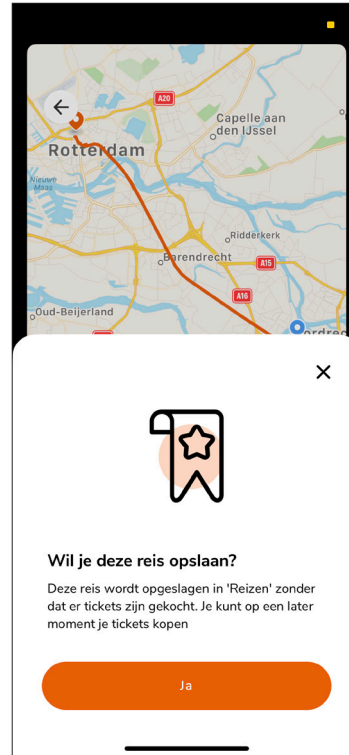 A20
Capelle aan
den IJssel
Rotterdam
Nieuwe
Maas
Ridderkerk
Barendrecht
A15
A16
Oud-Beijerland
Wil je deze reis opslaan?
Deze reis wordt opgeslagen in 'Reizen' zonder
dat er tickets zijn gekocht. Je kunt op een later
moment je tickets kopen
Ja